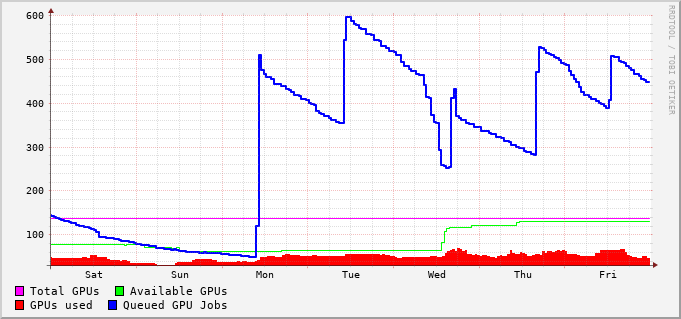 600
500
400
300
200
100
Sat Sun Mon Tue Wed Thu Fri
Total GPUs Available GPUs
GPUs used Queued GPU Jobs
RRDTOOL / TOBI OETIKER